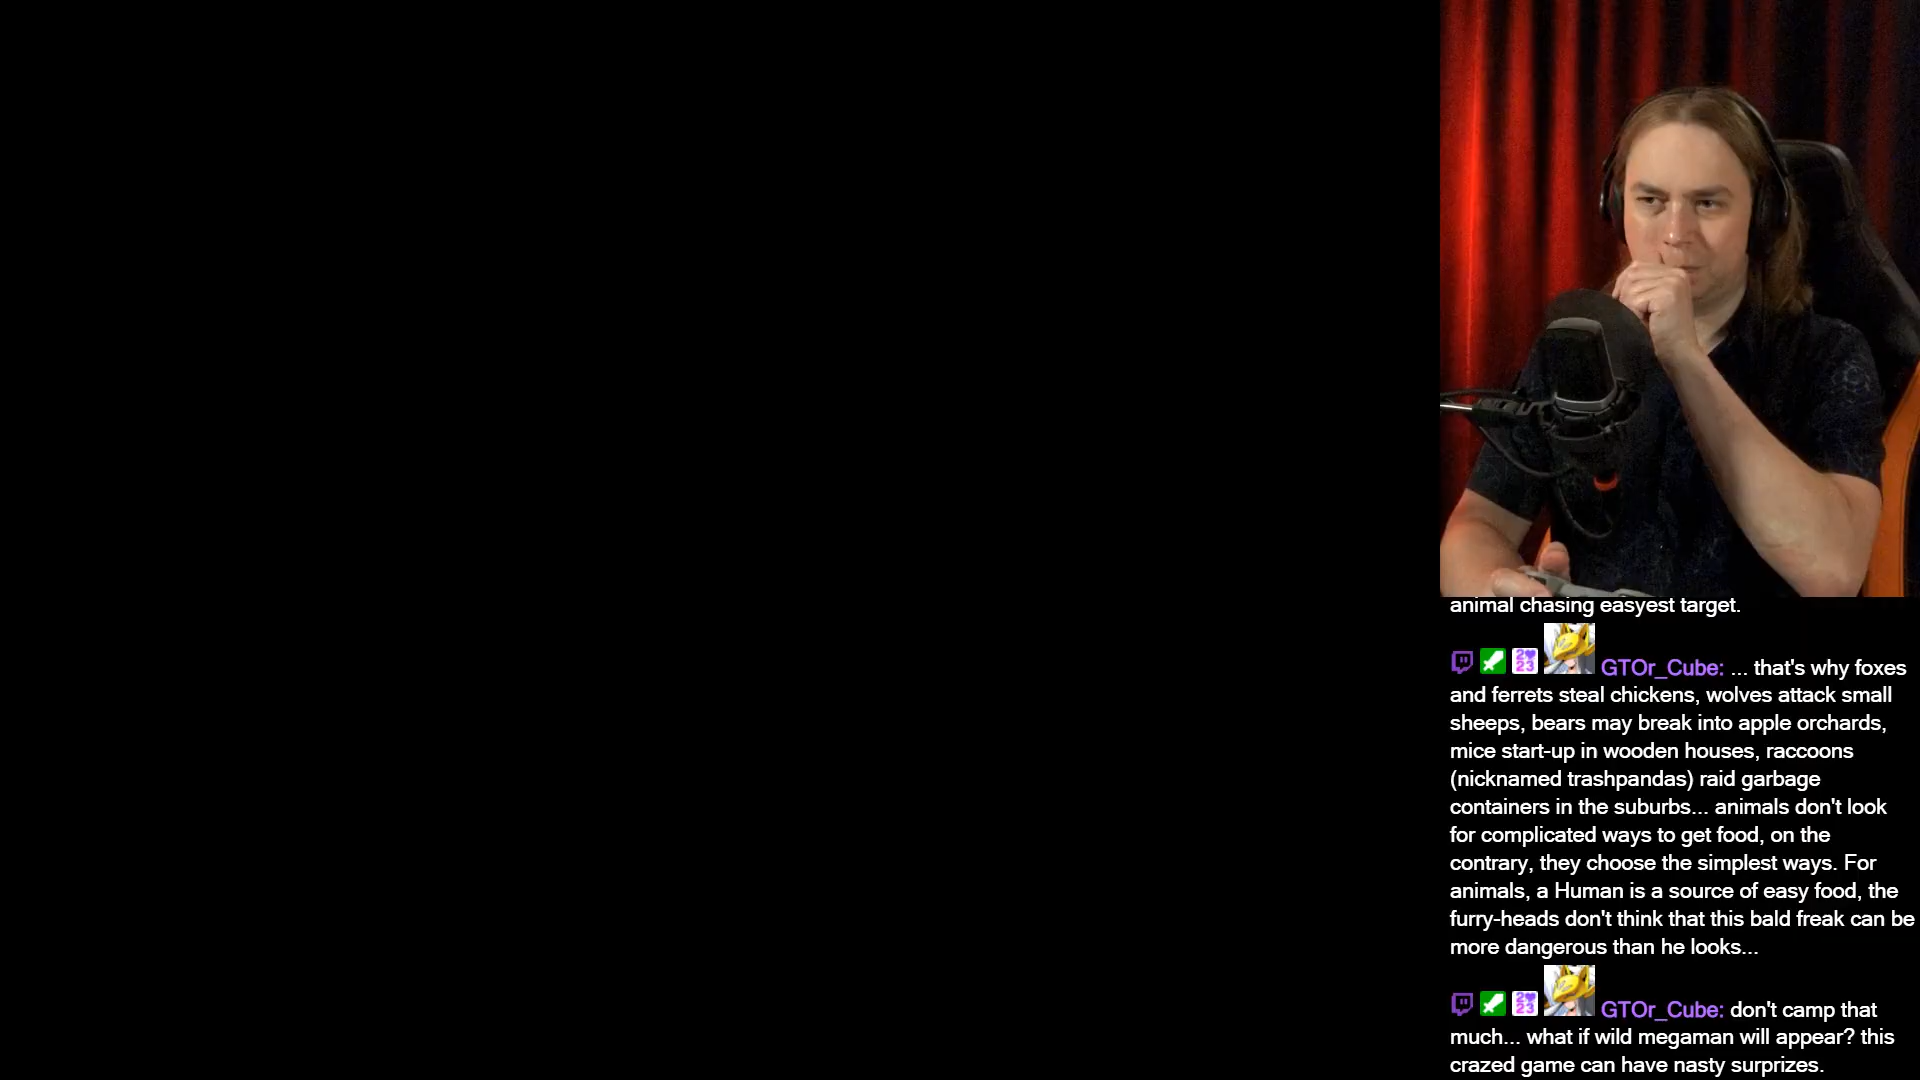 animal chasing easyest target.
GTOr_Cube: ... that's why foxes
and ferrets steal chickens, wolves attack small
sheeps, bears may break into apple orchards,
mice start-up in wooden houses, raccoons
(nicknamed trashpandas) raid garbage
containers in the suburbs... animals don't look
for complicated ways to get food, on the
contrary, they choose the simplest ways. For
animals, a Human is a source of easy food, the
furry-heads don't think that this bald freak can be
more dangerous than he looks...
GTOr_Cube: don't camp that
much... what if wild megaman will appear? this
crazed game can have nasty surprizes.